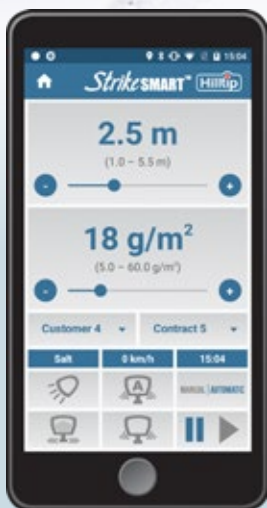 15:04
StrikeSMART™ Hilltip
2.5 m
(1.0 – 5.5 m)
- +
18 g/m²
(5.0 – 60.0 g/m²)
- +
Customer 4 Contract 5
Salt 0 km/h 15:04
A MANUAL | AUTOMATIC